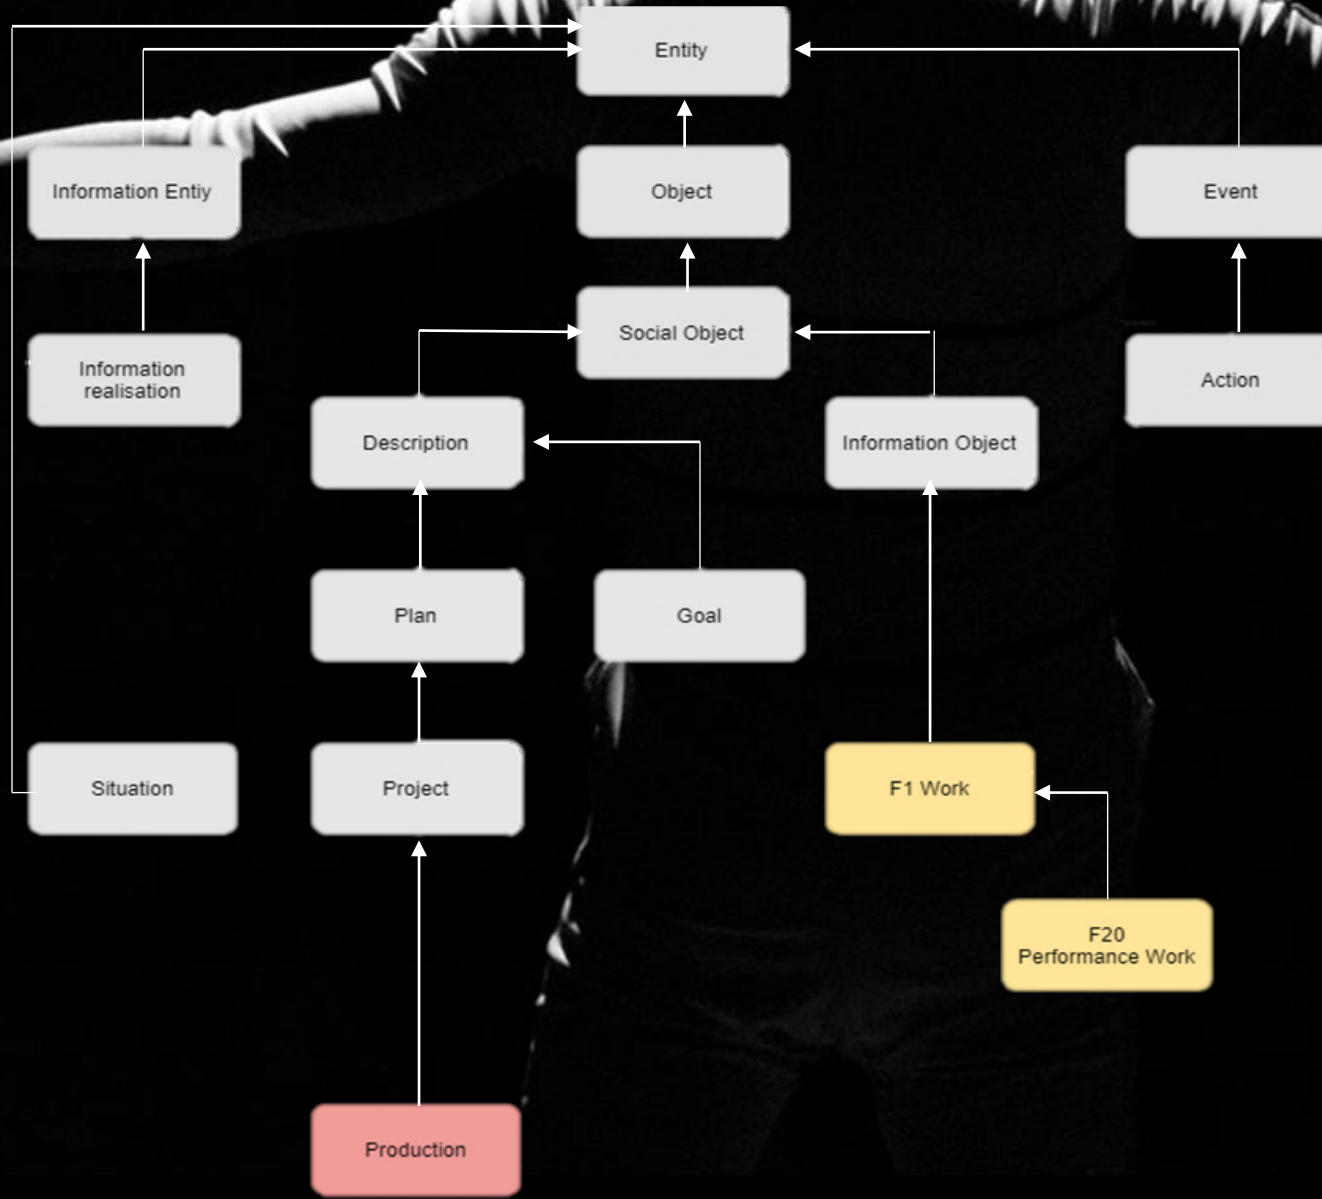 Entity
Information Entiy
Object
Event
Social Object
Information
realisation
Action
Description
Information Object
Plan
Goal
Situation
Project
F1 Work
F20
Performance Work
Production